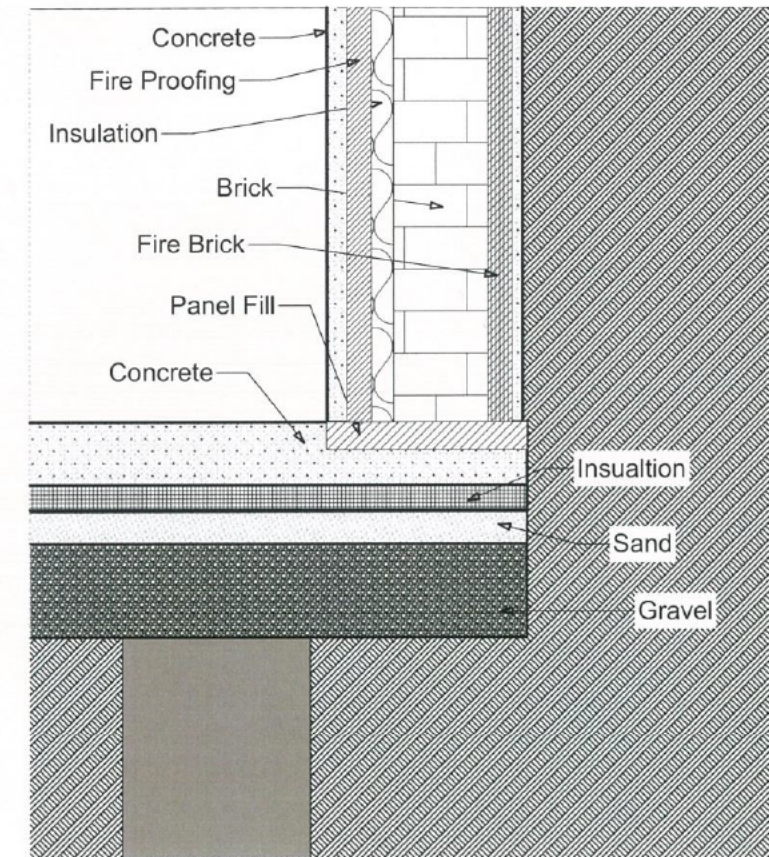 Concrete
Fire Proofing
Insulation
Brick
Fire Brick
Panel Fill
Concrete
Insualtion
Sand
Gravel